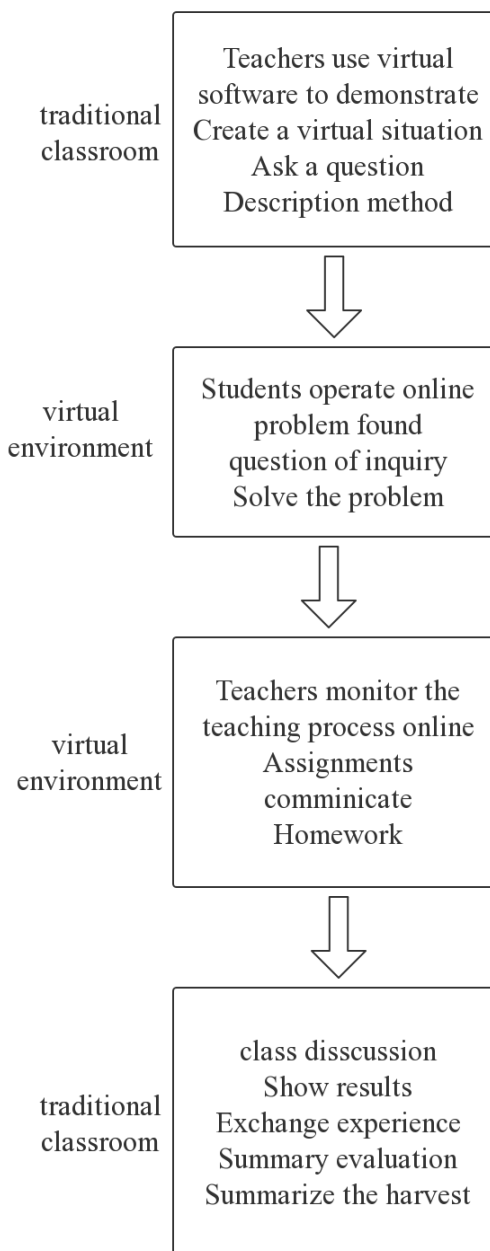 traditional
classroom
Teachers use virtual
software to demonstrate
Create a virtual situation
Ask a question
Description method
virtual
environment
Students operate online
problem found
question of inquiry
Solve the problem
virtual
environment
Teachers monitor the
teaching process online
Assignments
comminicate
Homework
traditional
classroom
class disscussion
Show results
Exchange experience
Summary evaluation
Summarize the harvest